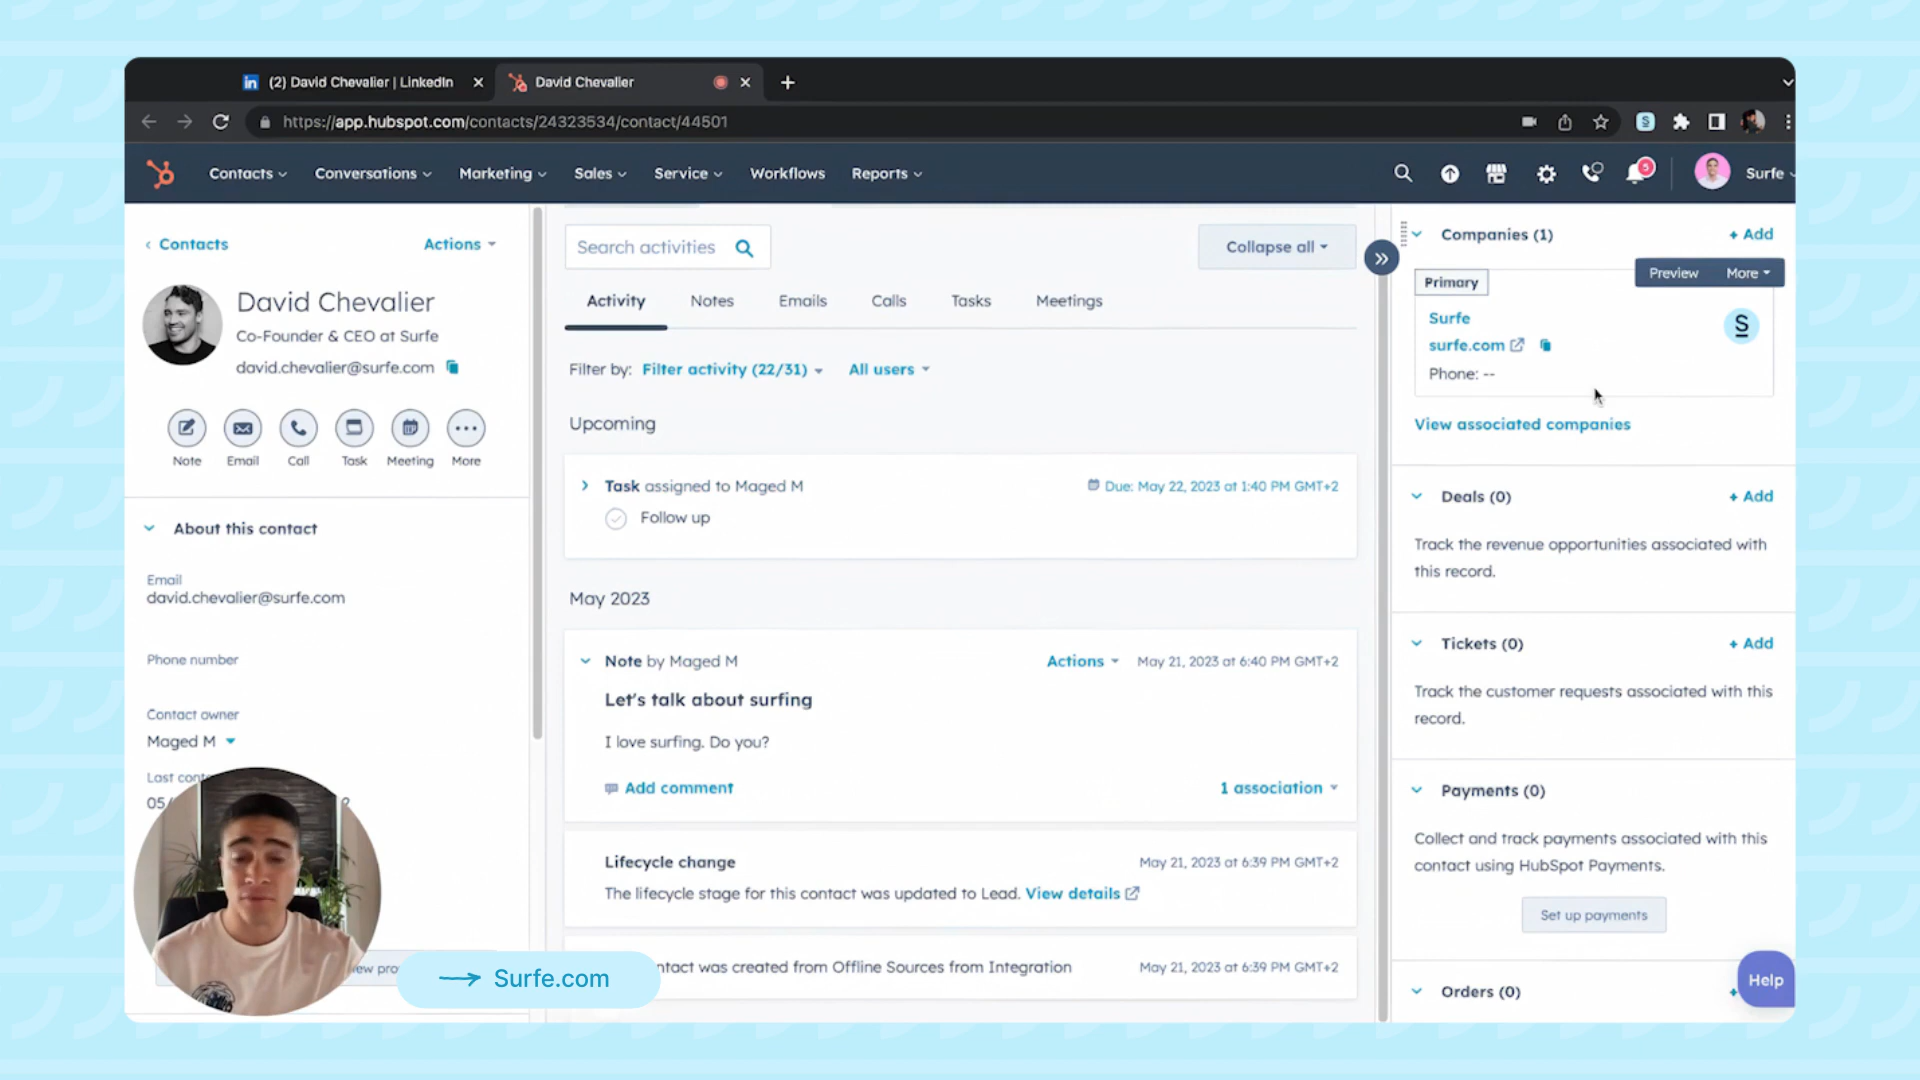 (2) David Chevalier | LinkedIn
David Chevalier
https://app.hubspot.com/contacts/24323534/contact/44501
S
Contacts
Conversations
Marketing
Sales
Service
Workflows
Reports
5
Surfe
Contacts
Actions
David Chevalier
Co-Founder & CEO at Surfe
david.chevalier@surfe.com
Note
Email
Call
Task
Meeting
More
About this contact
Email
david.chevalier@surfe.com
Phone number
Contact owner
Maged M
Last cont
05/
Search activities
Collapse all
Activity
Notes
Emails
Calls
Tasks
Meetings
Filter by: Filter activity (22/31) All users
Upcoming
Task assigned to Maged M
Due: May 22, 2023 at 1:40 PM GMT+2
Follow up
May 2023
Note by Maged M
Actions
May 21, 2023 at 6:40 PM GMT+2
Let's talk about surfing
I love surfing. Do you?
Add comment
1 association
Lifecycle change
May 21, 2023 at 6:39 PM GMT+2
The lifecycle stage for this contact was updated to Lead. View details
ntact was created from Offline Sources from Integration
May 21, 2023 at 6:39 PM GMT+2
Surfe.com
Companies (1)
+ Add
Preview
More
Primary
Surfe
surfe.com
Phone: --
S
View associated companies
Deals (0)
+ Add
Track the revenue opportunities associated with
this record.
Tickets (0)
+ Add
Track the customer requests associated with this
record.
Payments (0)
Collect and track payments associated with this
contact using HubSpot Payments.
Set up payments
Orders (0)
+
Help